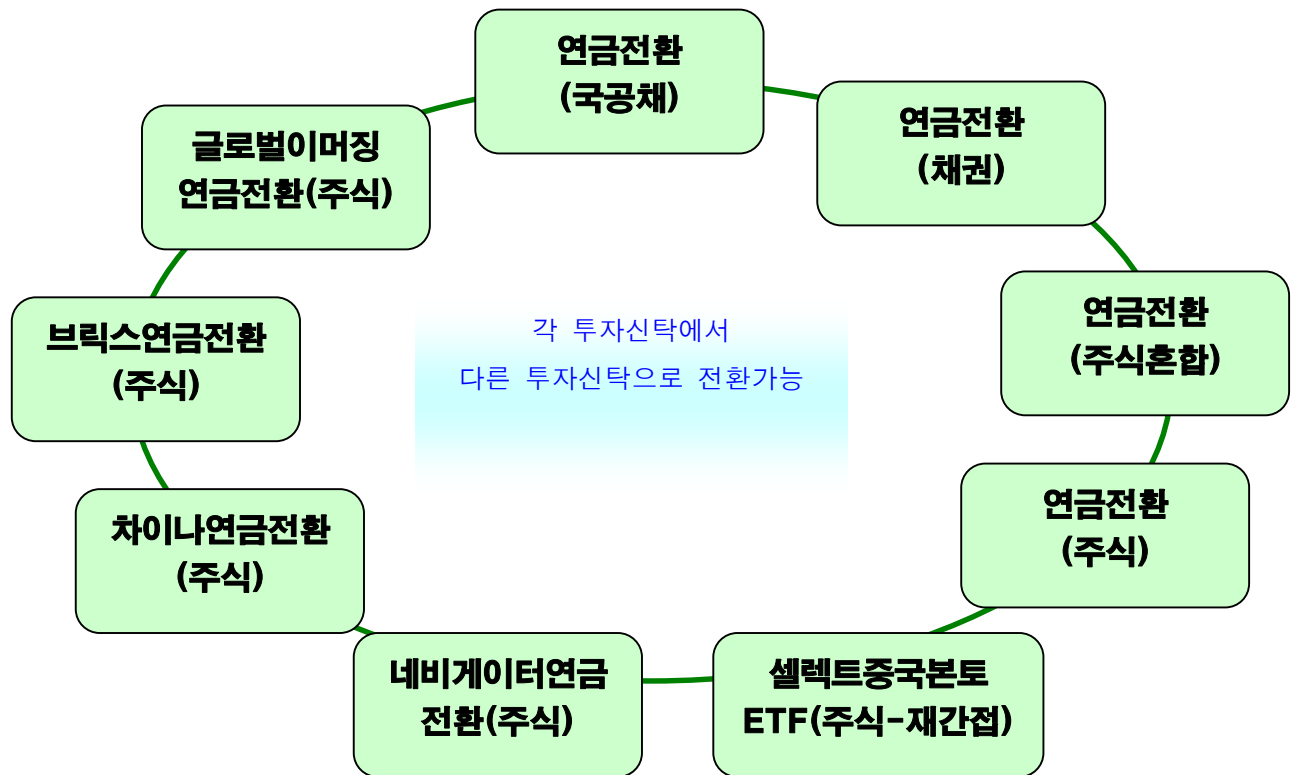 연금전환
(국공채)
연금전환
(채권)
글로벌이머징
연금전환(주식)
연금전환
(주식혼합)
브릭스연금전환
(주식)
각 투자신탁에서
다른 투자신탁으로 전환가능
연금전환
(주식)
차이나연금전환
(주식)
네비게이터연금
전환(주식)
셀렉트중국본토
ETF(주식-재간접)